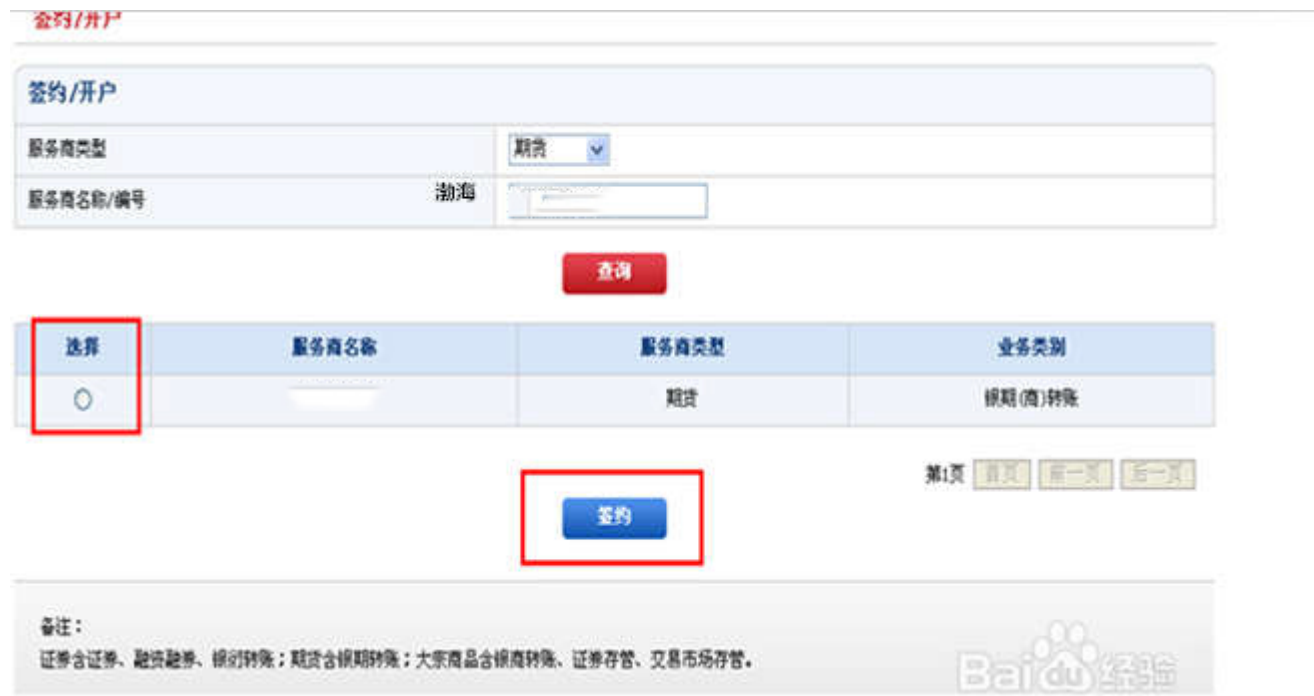 签约/开户
签约/开户
服务商类型 期货
服务商名称/编号 渤海
查询
选择 服务商名称 服务商类型 业务类别
期货 银期(商)转账
第1页 首页 前一页 后一页
签约
备注：
证券含证券、融资融券、银衍转账；期货含银期转账；大宗商品含银商转账、证券存管、交易市场存管。
Baidu经验